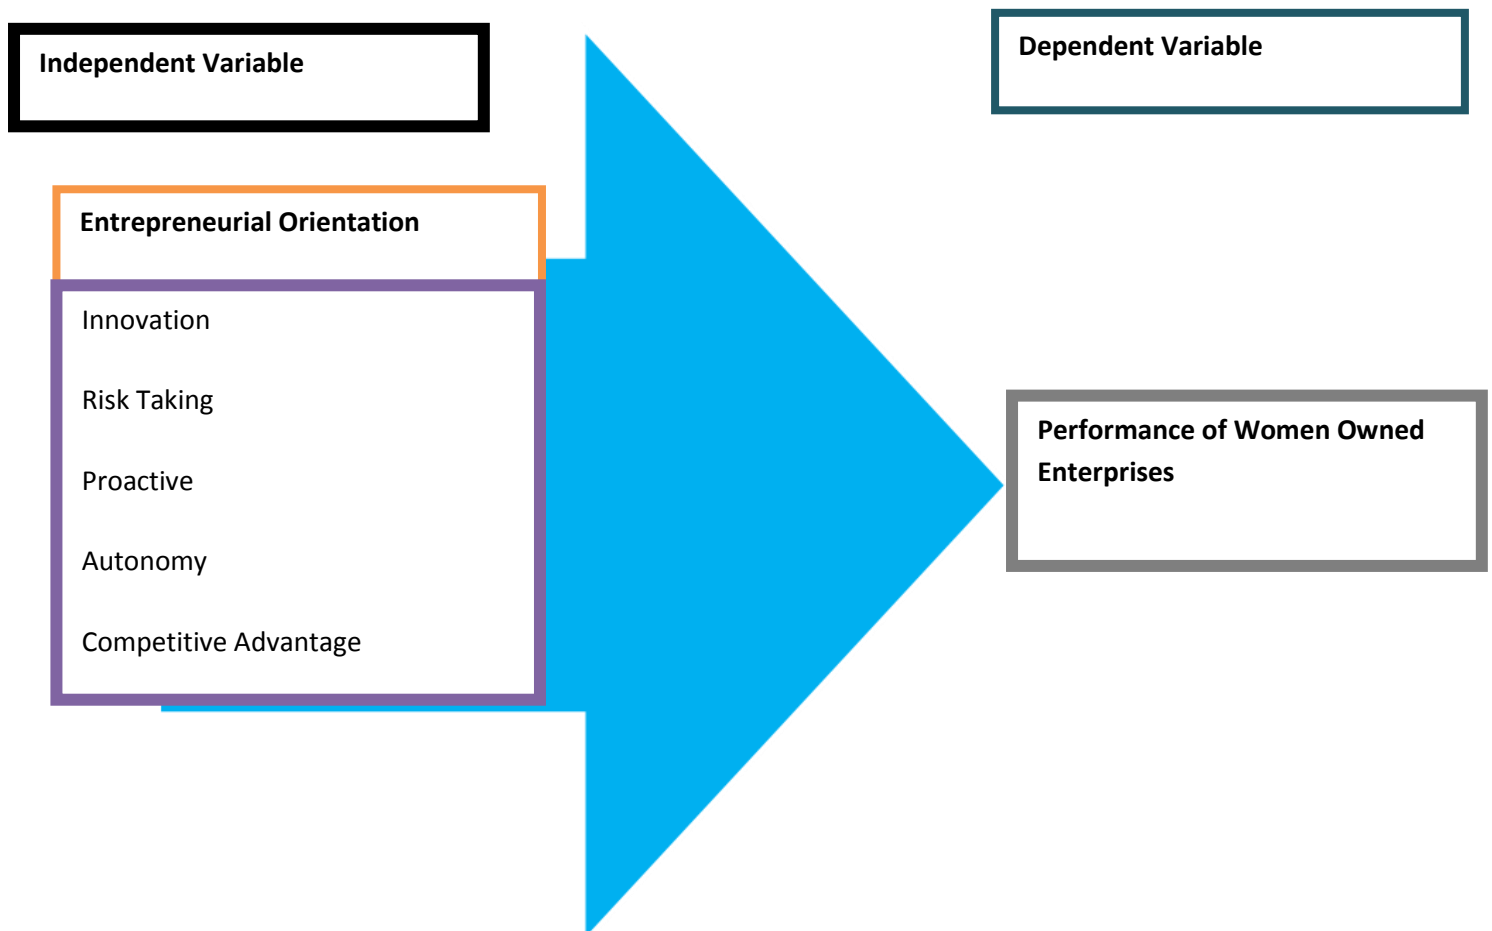 Independent Variable
Dependent Variable
Entrepreneurial Orientation
Innovation
Risk Taking
Proactive
Autonomy
Competitive Advantage
Performance of Women Owned
Enterprises